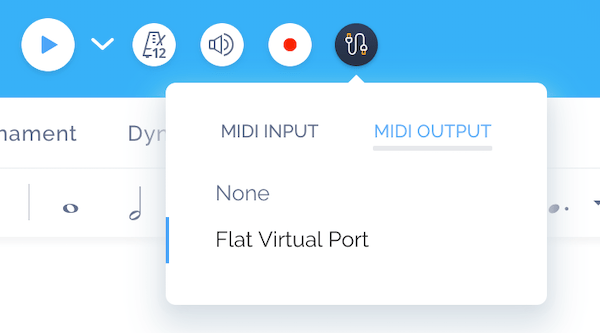 -12
nament Dyn
MIDI INPUT MIDI OUTPUT
None
Flat Virtual Port